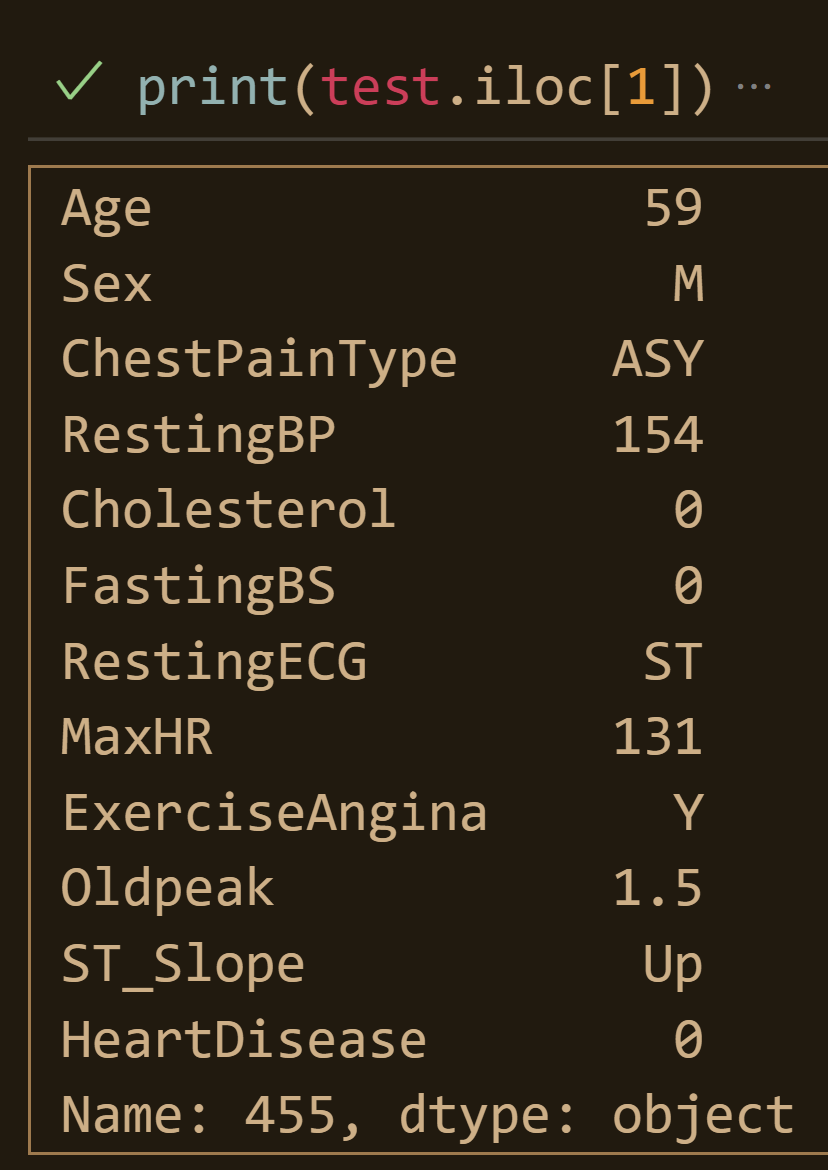 ✓ print(test.iloc[1]) ...
Age 59
Sex M
ChestPainType ASY
RestingBP 154
Cholesterol 0
FastingBS 0
RestingECG ST
MaxHR 131
ExerciseAngina Y
Oldpeak 1.5
ST_Slope Up
HeartDisease 0
Name: 455, dtype: object